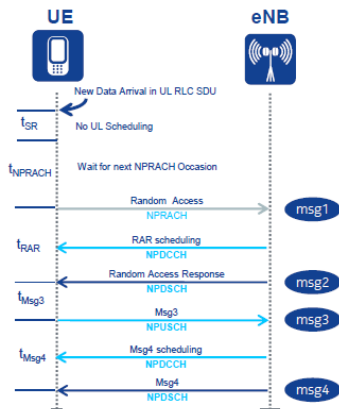 UE
eNB
New Data Arrival in UL RLC SDU
tSR
No UL Scheduling
tNPRACH
Wait for next NPRACH Occasion
Random Access
NPRACH
msg1
tRAR
RAR scheduling
NPDCCH
Random Access Response
NPDSCH
msg2
tMsg3
Msg3
NPUSCH
msg3
tMsg4
Msg4 scheduling
NPDCCH
Msg4
NPDSCH
msg4